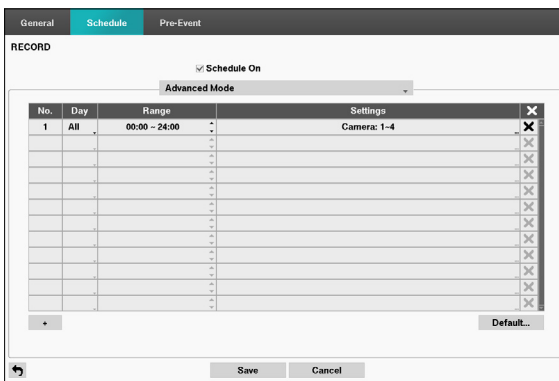 General Schedule Pre-Event
RECORD
Schedule On
Advanced Mode
No. Day Range Settings
1 All 00:00 ~ 24:00 Camera: 1~4
+ Default...
Save Cancel